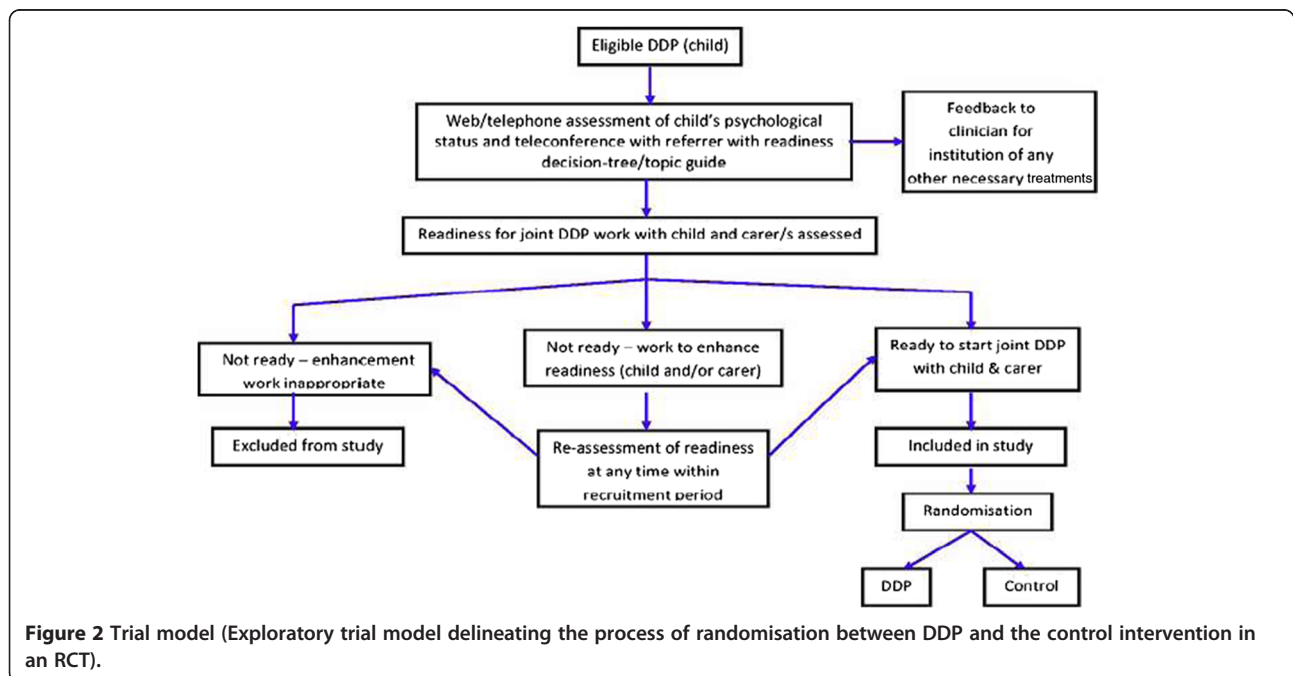 Eligible DDP (child)
Web/telephone assessment of child's psychological
status and teleconference with referrer with readiness
decision-tree/topic guide
Feedback to
clinician for
institution of any
other necessary treatments
Readiness for joint DDP work with child and carer/s assessed
Not ready – enhancement
work inappropriate
Not ready – work to enhance
readiness (child and/or carer)
Ready to start joint DDP
with child & carer
Excluded from study
Re-assessment of readiness
at any time within
recruitment period
Included in study
Randomisation
DDP
Control
Figure 2 Trial model (Exploratory trial model delineating the process of randomisation between DDP and the control intervention in
an RCT).